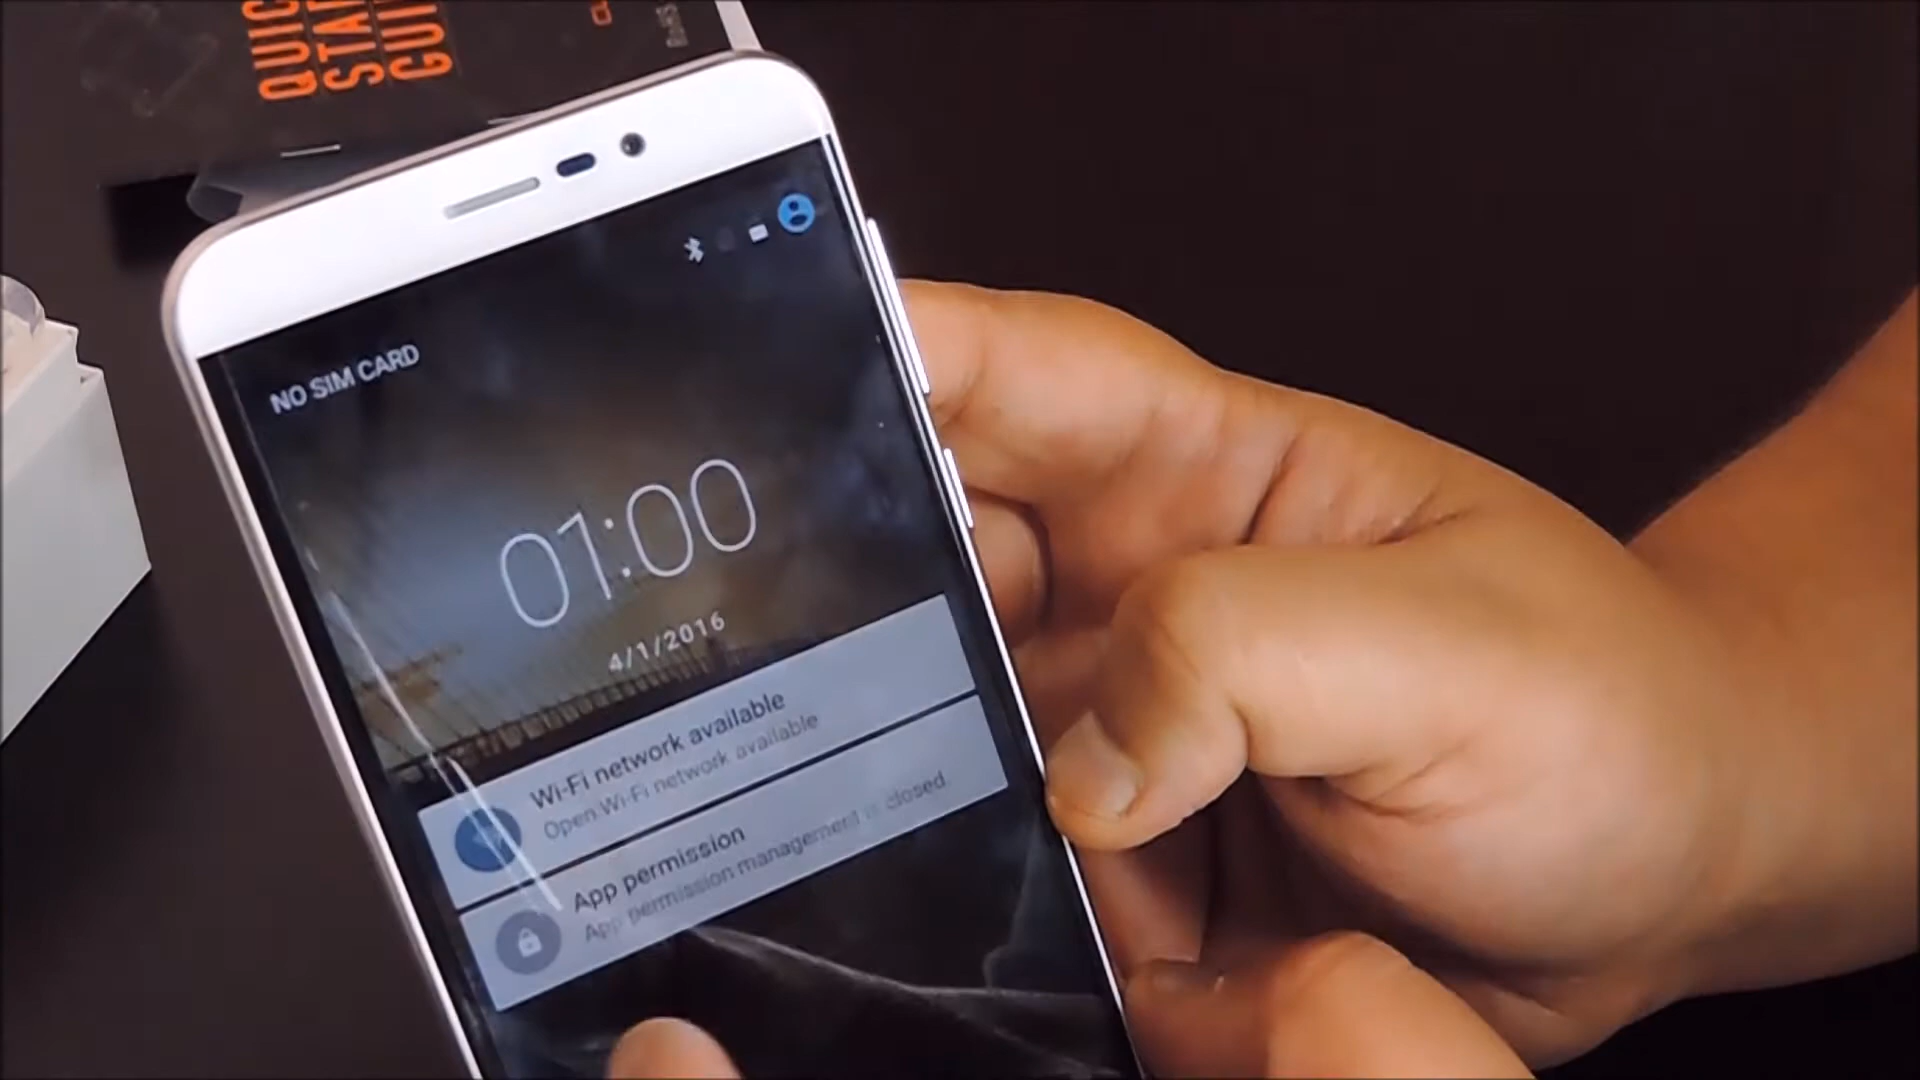 QUIC
STAR
GUI
NO SIM CARD
01:00
4/1/2016
Wi-Fi network available
Open Wi-Fi network available
App permission
App permission management is closed